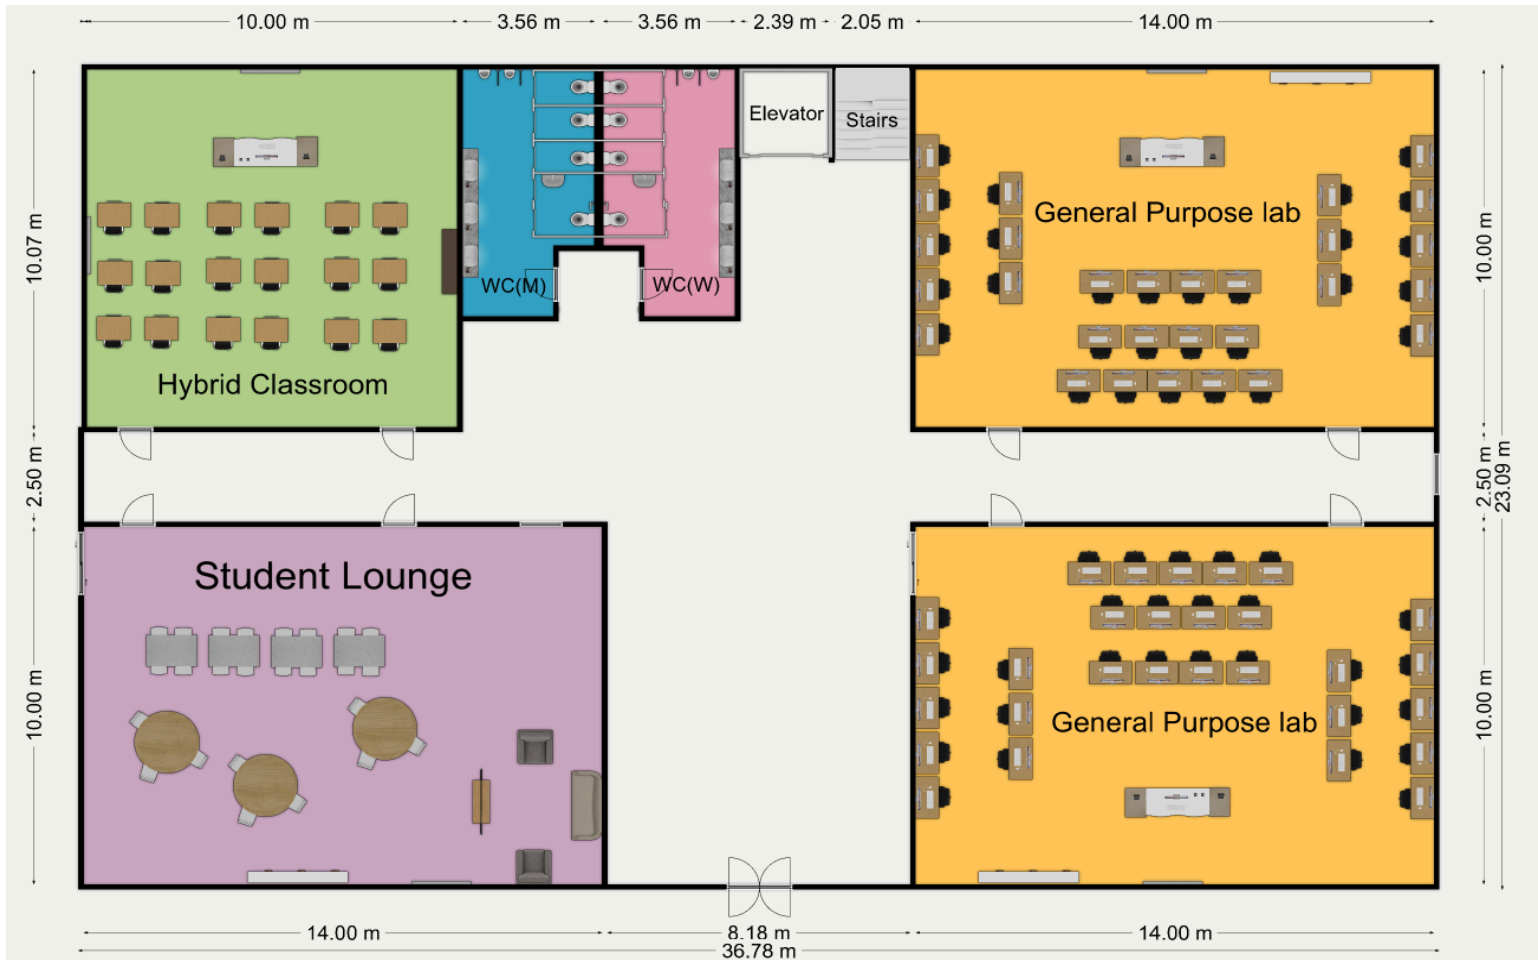 10.00 m
3.56 m
3.56 m
2.39 m
2.05 m
14.00 m
10.07 m
2.50 m
10.00 m
Elevator
Stairs
General Purpose lab
WC(M)
WC(W)
Hybrid Classroom
Student Lounge
General Purpose lab
10.00 m
2.50 m
23.09 m
10.00 m
14.00 m
8.18 m
14.00 m
36.78 m